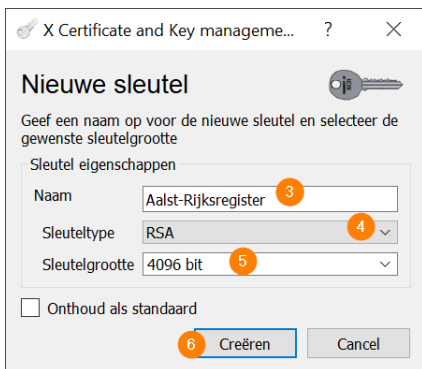 X Certificate and Key manageme... ? X
Nieuwe sleutel
Geef een naam op voor de nieuwe sleutel en selecteer de
gewenste sleutelgrootte
Sleutel eigenschappen
Naam Aalst-Rijksregister 3
Sleuteltype RSA 4
Sleutelgrootte 4096 bit 5
Onthoud als standaard
6 Creëren Cancel